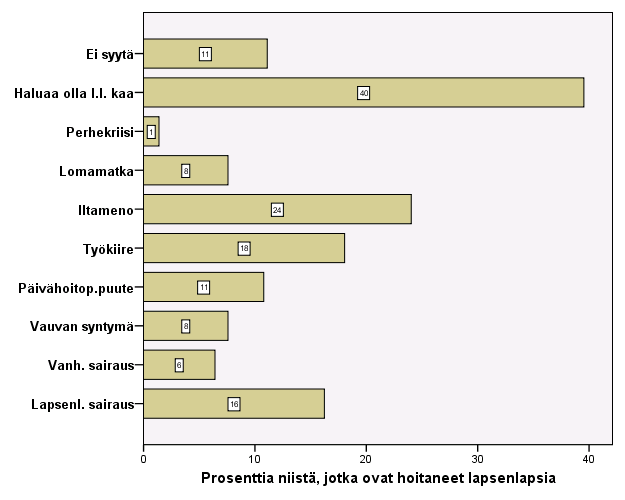 Ei syytä 11
Haluaa olla l.l. kaa 40
Perhekriisi 1
Lomamatka 8
Iltameno 24
Työkiire 18
Päivähoitop.puute 11
Vauvan syntymä 8
Vanh. sairaus 6
Lapsenl. sairaus 16
0 10 20 30 40
Prosenttia niistä, jotka ovat hoitaneet lapsenlapsia